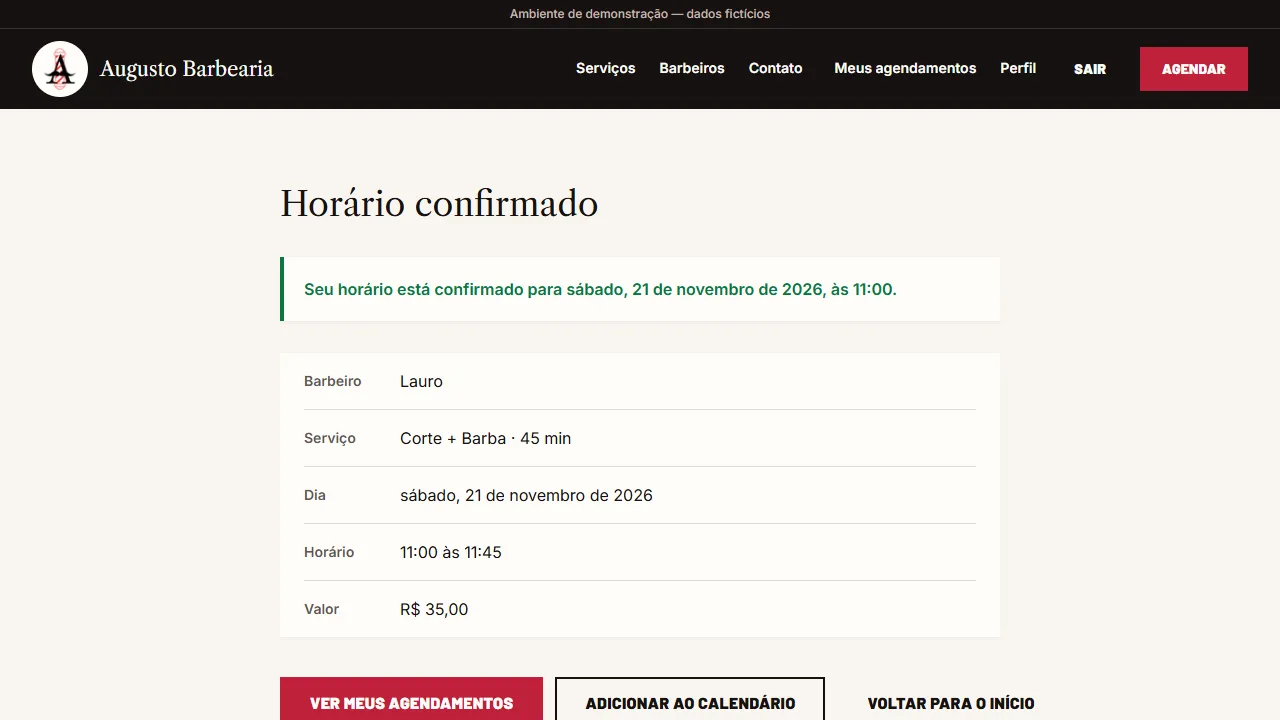 Ambiente de demonstração — dados fictícios
A
Augusto Barbearia
Serviços
Barbeiros
Contato
Meus agendamentos
Perfil
SAIR
AGENDAR
Horário confirmado
Seu horário está confirmado para sábado, 21 de novembro de 2026, às 11:00.
Barbeiro Lauro
Serviço Corte + Barba · 45 min
Dia sábado, 21 de novembro de 2026
Horário 11:00 às 11:45
Valor R$ 35,00
VER MEUS AGENDAMENTOS
ADICIONAR AO CALENDÁRIO
VOLTAR PARA O INÍCIO